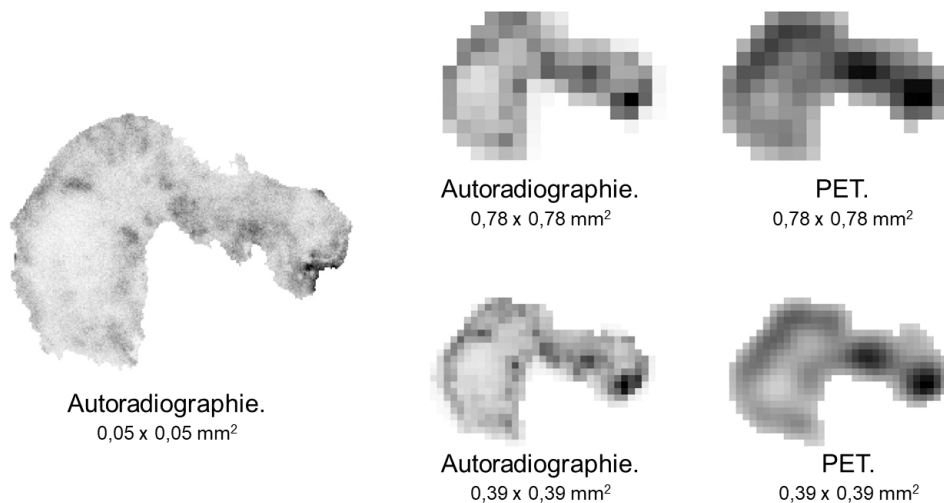 Autoradiographie.
0,78 x 0,78 mm²
PET.
0,78 x 0,78 mm²
Autoradiographie.
0,05 x 0,05 mm²
Autoradiographie.
0,39 x 0,39 mm²
PET.
0,39 x 0,39 mm²